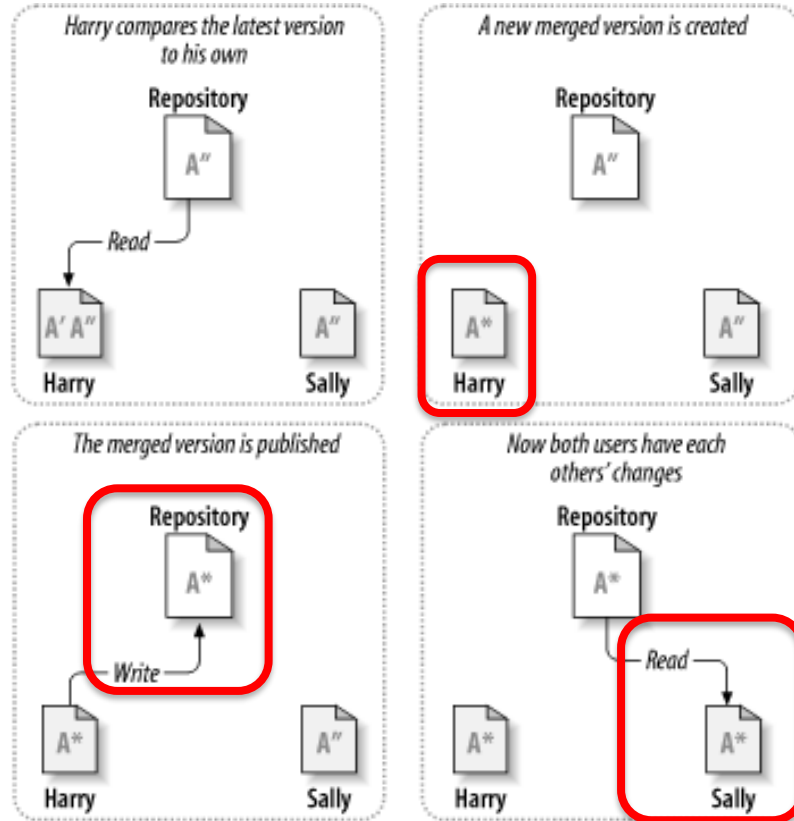 Harry compares the latest version
to his own
Repository
A″
Read
A′ A″
A″
Harry
Sally
A new merged version is created
Repository
A″
A*
A″
Harry
Sally
The merged version is published
Repository
A*
Write
A*
A″
Harry
Sally
Now both users have each
others’ changes
Repository
A*
Read
A*
A*
Harry
Sally